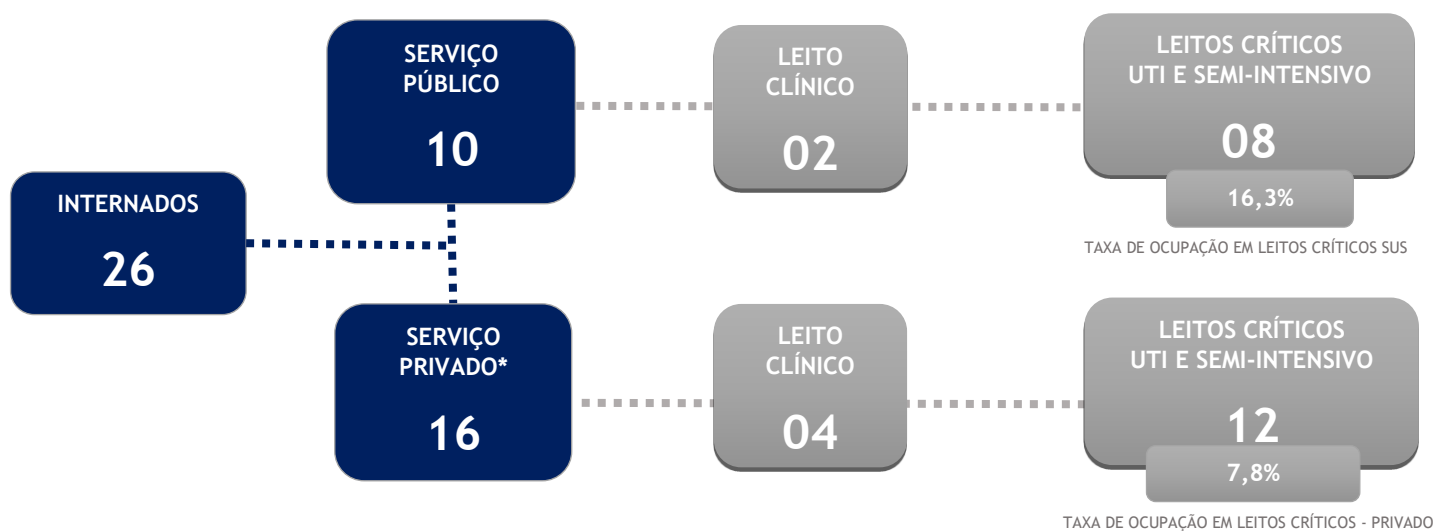 INTERNADOS
26
SERVIÇO
PÚBLICO
10
LEITO
CLÍNICO
02
LEITOS CRÍTICOS
UTI E SEMI-INTENSIVO
08
16,3%
TAXA DE OCUPAÇÃO EM LEITOS CRÍTICOS SUS
SERVIÇO
PRIVADO*
16
LEITO
CLÍNICO
04
LEITOS CRÍTICOS
UTI E SEMI-INTENSIVO
12
7,8%
TAXA DE OCUPAÇÃO EM LEITOS CRÍTICOS - PRIVADO